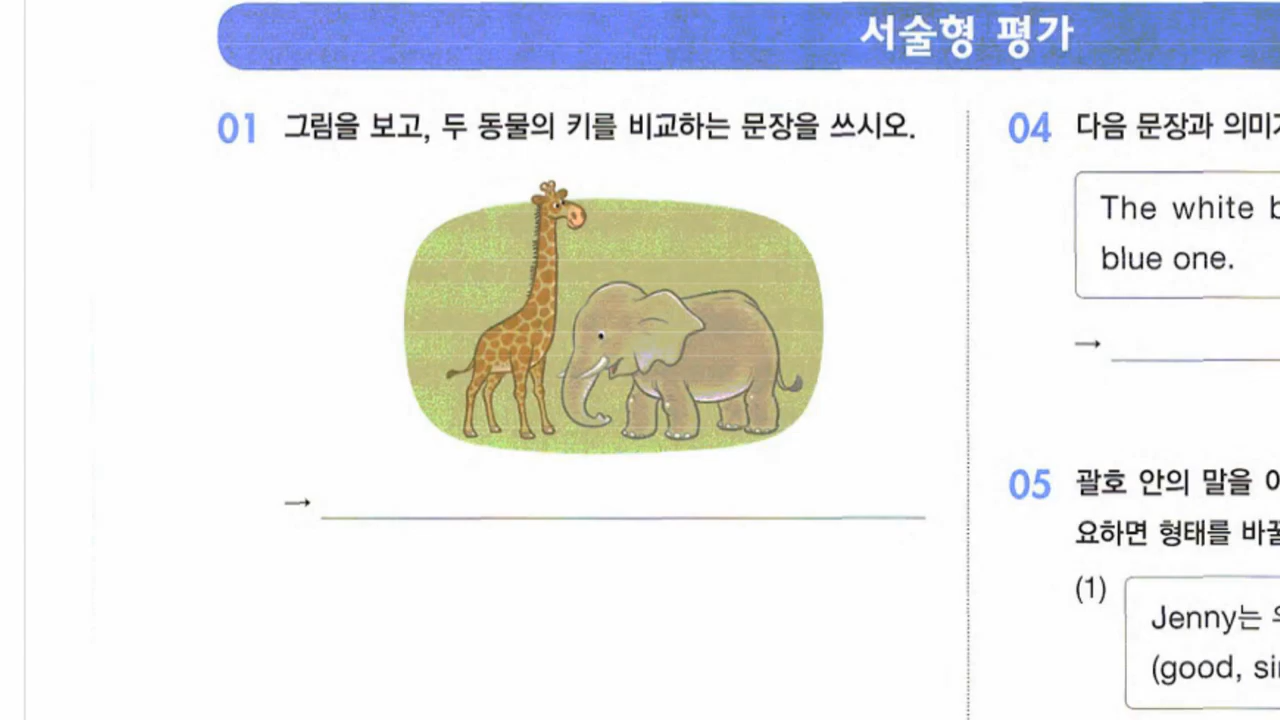 서술형 평가
01 그림을 보고, 두 동물의 키를 비교하는 문장을 쓰시오.
→
04 다음 문장과
The white
blue one.
→
05 괄호 안의 말을
요하면 형태를
(1)
Jenny는
(good,